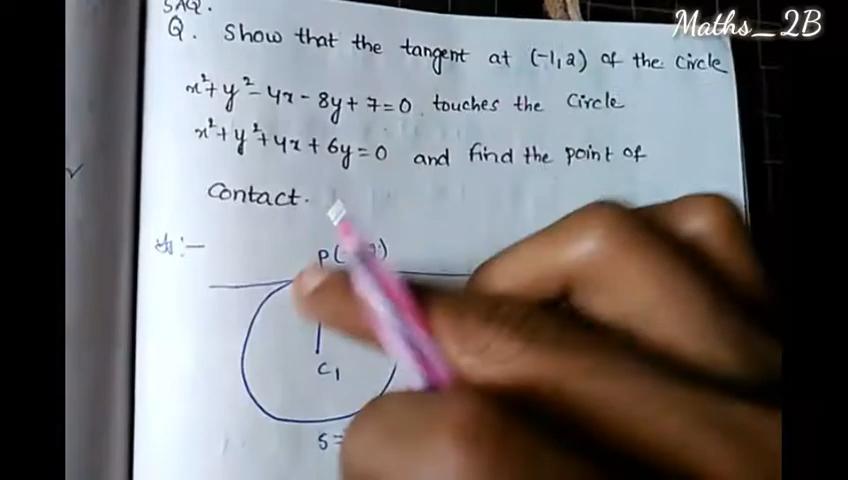 SAQ.
Maths_2B
Q. Show that the tangent at (-1,2) of the Circle
x²+y²-4x-8y+7=0. touches the Circle
x²+y²+4x+6y=0 and find the point of
Contact.
P(
C₁
S=